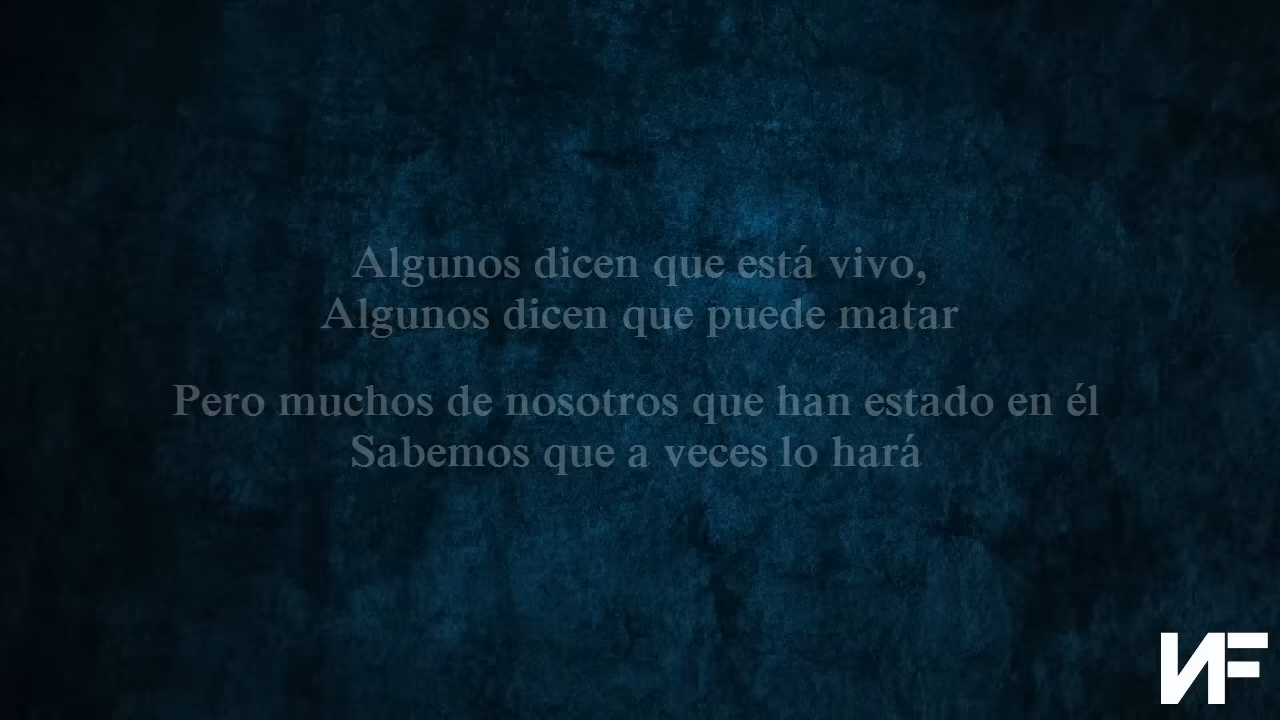 Algunos dicen que está vivo,
Algunos dicen que puede matar
Pero muchos de nosotros que han estado en él
Sabemos que a veces lo hará
NF